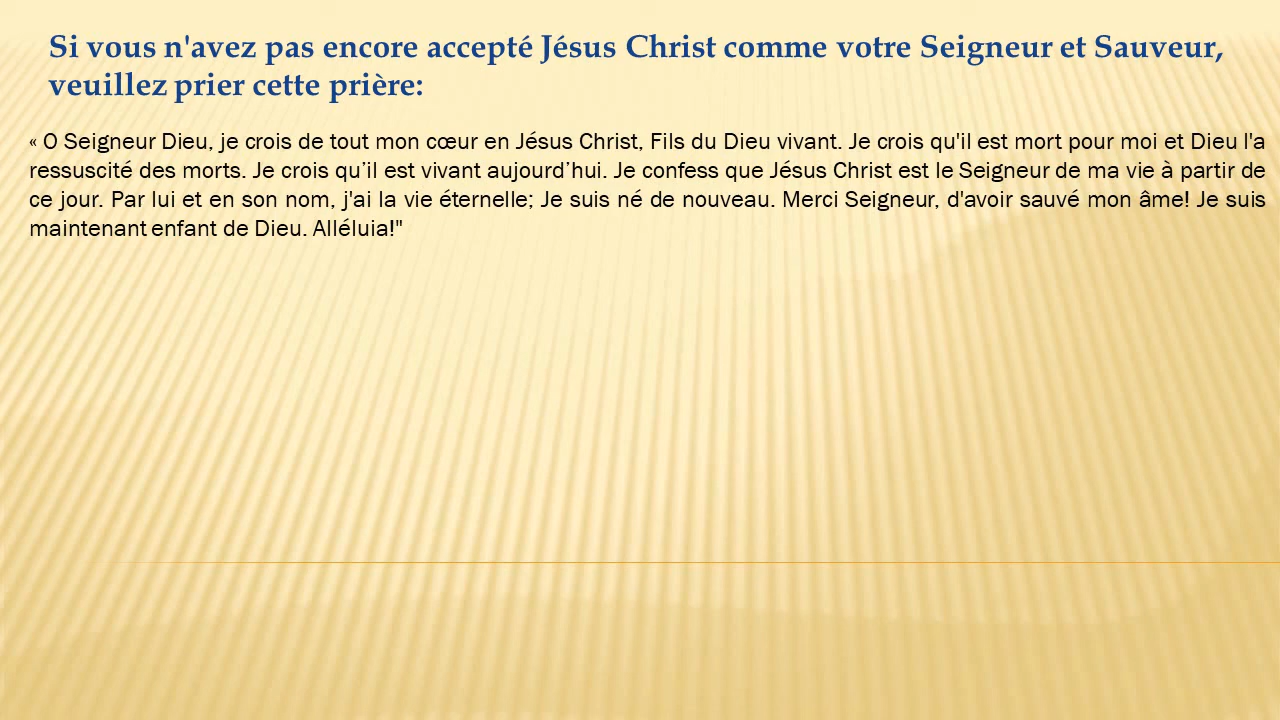 Si vous n'avez pas encore accepté Jésus Christ comme votre Seigneur et Sauveur,
veuillez prier cette prière:
« O Seigneur Dieu, je crois de tout mon cœur en Jésus Christ, Fils du Dieu vivant. Je crois qu'il est mort pour moi et Dieu l'a
ressuscité des morts. Je crois qu’il est vivant aujourd’hui. Je confess que Jésus Christ est le Seigneur de ma vie à partir de
ce jour. Par lui et en son nom, j'ai la vie éternelle; Je suis né de nouveau. Merci Seigneur, d'avoir sauvé mon âme! Je suis
maintenant enfant de Dieu. Alléluia!"